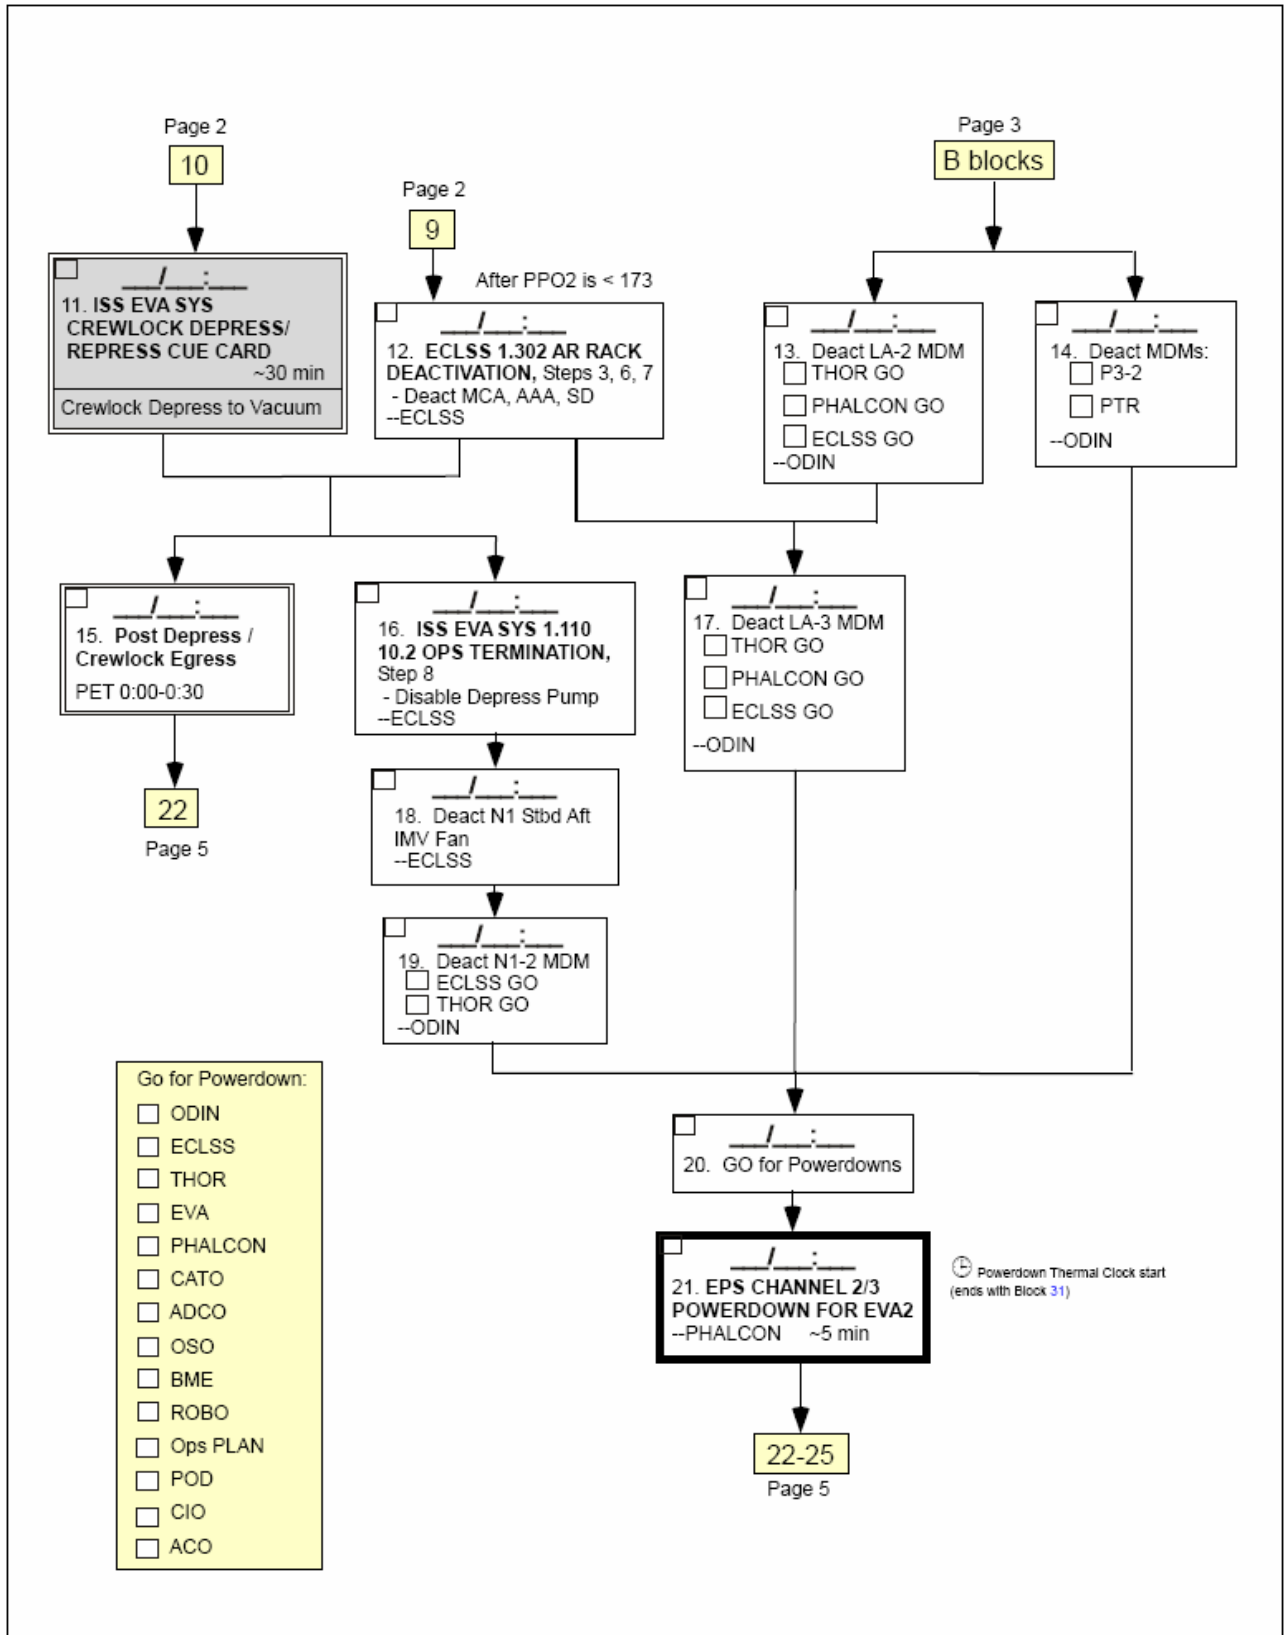 Page 2
10
Page 2
9
Page 3
B blocks
___/___:___
11. ISS EVA SYS
CREWLOCK DEPRESS/
REPRESS CUE CARD
~30 min
Crewlock Depress to Vacuum
After PPO2 is < 173
___/___:___
12. ECLSS 1.302 AR RACK
DEACTIVATION, Steps 3, 6, 7
- Deact MCA, AAA, SD
--ECLSS
___/___:___
13. Deact LA-2 MDM
THOR GO
PHALCON GO
ECLSS GO
--ODIN
___/___:___
14. Deact MDMs:
P3-2
PTR
--ODIN
___/___:___
15. Post Depress /
Crewlock Egress
PET 0:00-0:30
22
Page 5
___/___:___
16. ISS EVA SYS 1.110
10.2 OPS TERMINATION,
Step 8
- Disable Depress Pump
--ECLSS
___/___:___
17. Deact LA-3 MDM
THOR GO
PHALCON GO
ECLSS GO
--ODIN
___/___:___
18. Deact N1 Stbd Aft
IMV Fan
--ECLSS
___/___:___
19. Deact N1-2 MDM
ECLSS GO
THOR GO
--ODIN
Go for Powerdown:
ODIN
ECLSS
THOR
EVA
PHALCON
CATO
ADCO
OSO
BME
ROBO
Ops PLAN
POD
CIO
ACO
___/___:___
20. GO for Powerdowns
___/___:___
21. EPS CHANNEL 2/3
POWERDOWN FOR EVA2
--PHALCON ~5 min
Powerdown Thermal Clock start
(ends with Block 31)
22-25
Page 5